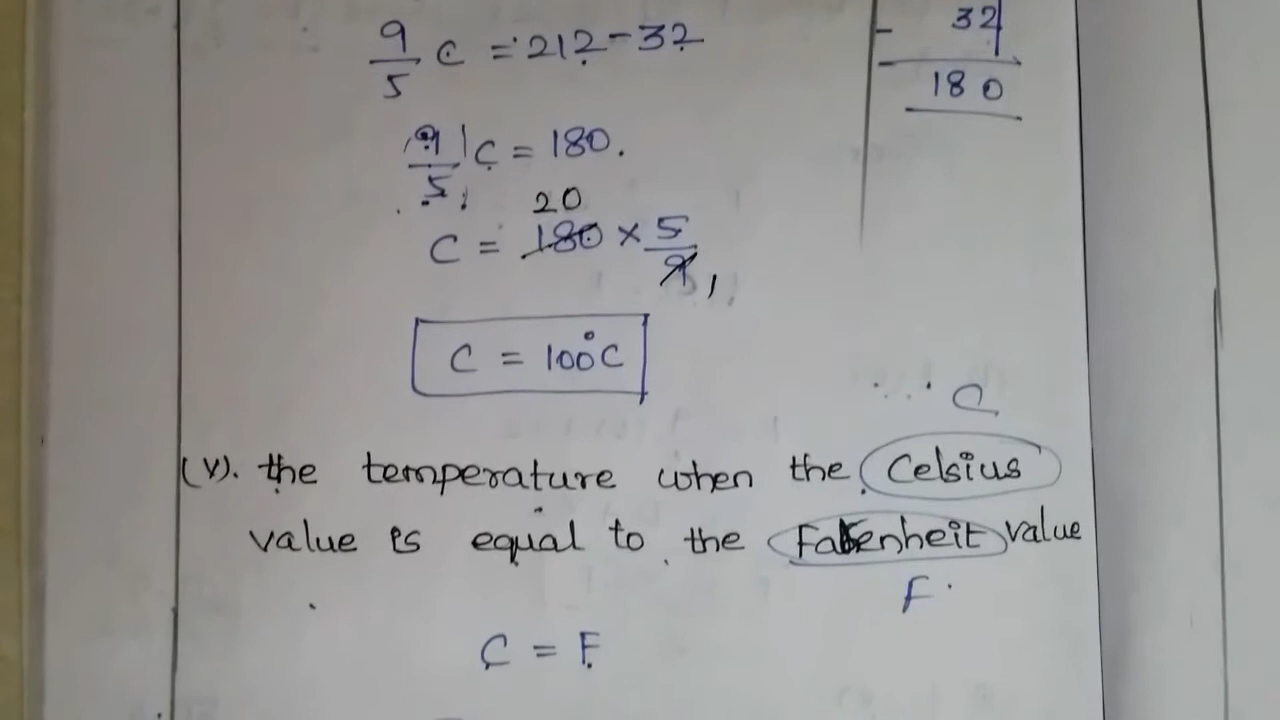 9/5 C = 212 - 32
- 32
180
9/5 C = 180.
20
C = 180 × 5/9
1
C = 100°C
C
(V). the temperature when the Celsius
value is equal to the Fahrenheit value
F
C = F